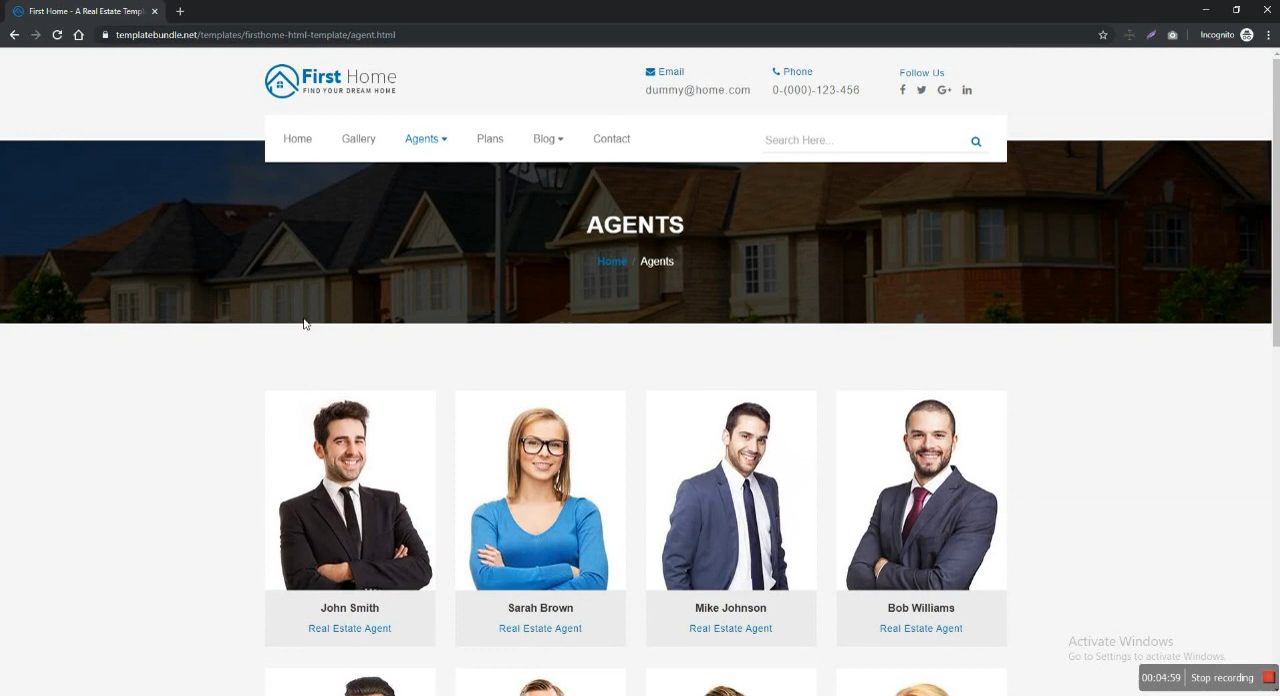 First Home - A Real Estate Templ
templatebundle.net/templates/firsthome-html-template/agent.html
Incognito
First Home
FIND YOUR DREAM HOME
Email
dummy@home.com
Phone
0-(000)-123-456
Follow Us
Home Gallery Agents Plans Blog Contact
Search Here...
AGENTS
Home / Agents
John Smith
Real Estate Agent
Sarah Brown
Real Estate Agent
Mike Johnson
Real Estate Agent
Bob Williams
Real Estate Agent
Activate Windows
Go to Settings to activate Windows.
00:04:59 Stop recording